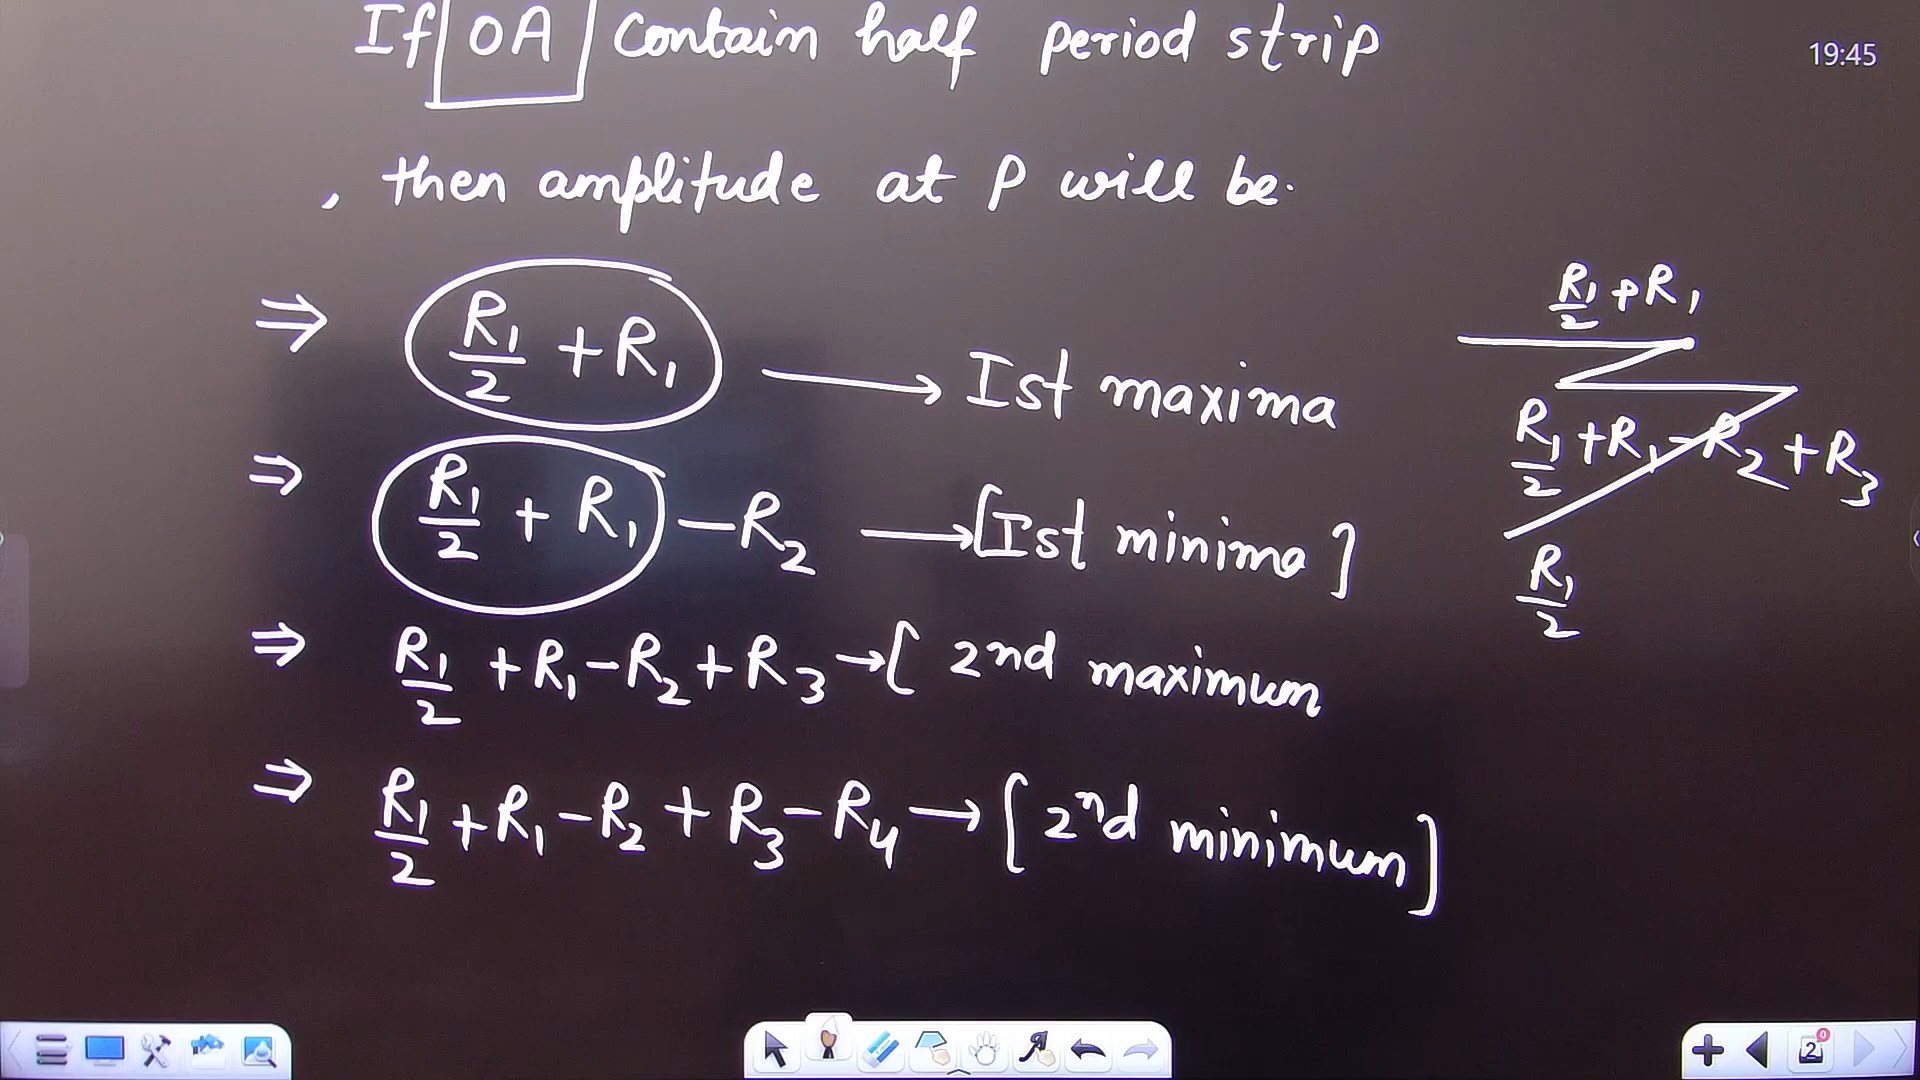 If OA contain half period strip
19:45
, then amplitude at P will be.
⇒ R₁/2 + R₁ → Ist maxima
⇒ R₁/2 + R₁ - R₂ → [Ist minima]
⇒ R₁/2 + R₁ - R₂ + R₃ → [ 2nd maximum
⇒ R₁/2 + R₁ - R₂ + R₃ - R₄ → [2nd minimum]
R₁/2 + R₁
R₁/2 + R₁ - R₂ + R₃
R₁/2
2
0